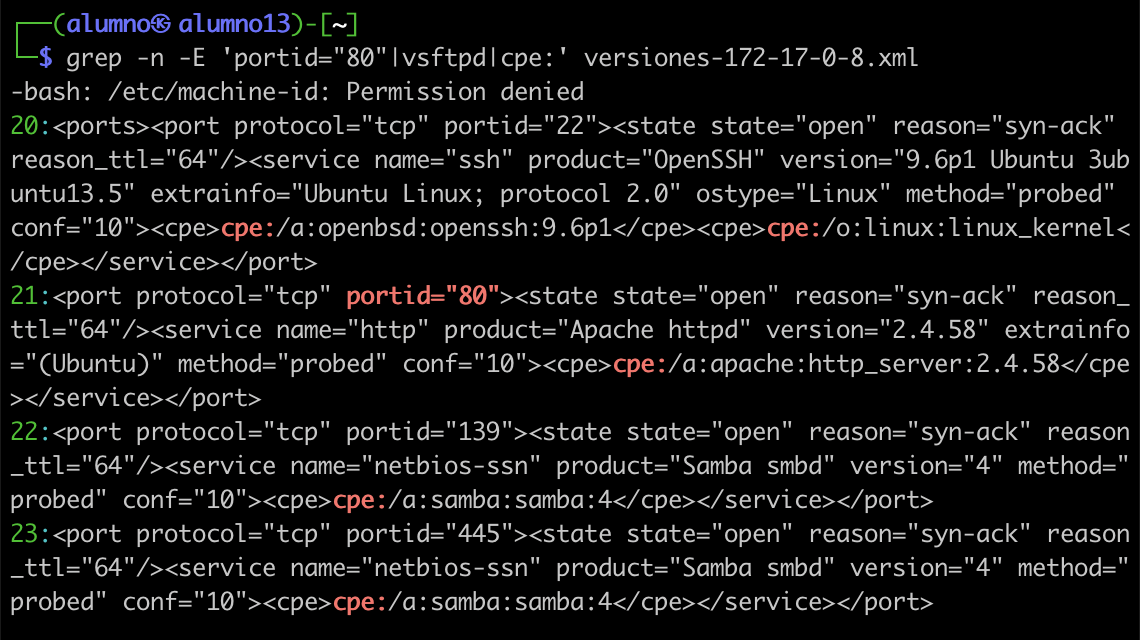 ┌──(alumno㉿ alumno13)-[~]
└─$ grep -n -E 'portid="80"|vsftpd|cpe:' versiones-172-17-0-8.xml
-bash: /etc/machine-id: Permission denied
20:<ports><port protocol="tcp" portid="22"><state state="open" reason="syn-ack"
reason_ttl="64"/><service name="ssh" product="OpenSSH" version="9.6p1 Ubuntu 3ub
untu13.5" extrainfo="Ubuntu Linux; protocol 2.0" ostype="Linux" method="probed"
conf="10"><cpe>cpe:/a:openbsd:openssh:9.6p1</cpe><cpe>cpe:/o:linux:linux_kernel<
/cpe></service></port>
21:<port protocol="tcp" portid="80"><state state="open" reason="syn-ack" reason_
ttl="64"/><service name="http" product="Apache httpd" version="2.4.58" extrainfo
="(Ubuntu)" method="probed" conf="10"><cpe>cpe:/a:apache:http_server:2.4.58</cpe
></service></port>
22:<port protocol="tcp" portid="139"><state state="open" reason="syn-ack" reason
_ttl="64"/><service name="netbios-ssn" product="Samba smbd" version="4" method="
probed" conf="10"><cpe>cpe:/a:samba:samba:4</cpe></service></port>
23:<port protocol="tcp" portid="445"><state state="open" reason="syn-ack" reason
_ttl="64"/><service name="netbios-ssn" product="Samba smbd" version="4" method="
probed" conf="10"><cpe>cpe:/a:samba:samba:4</cpe></service></port>